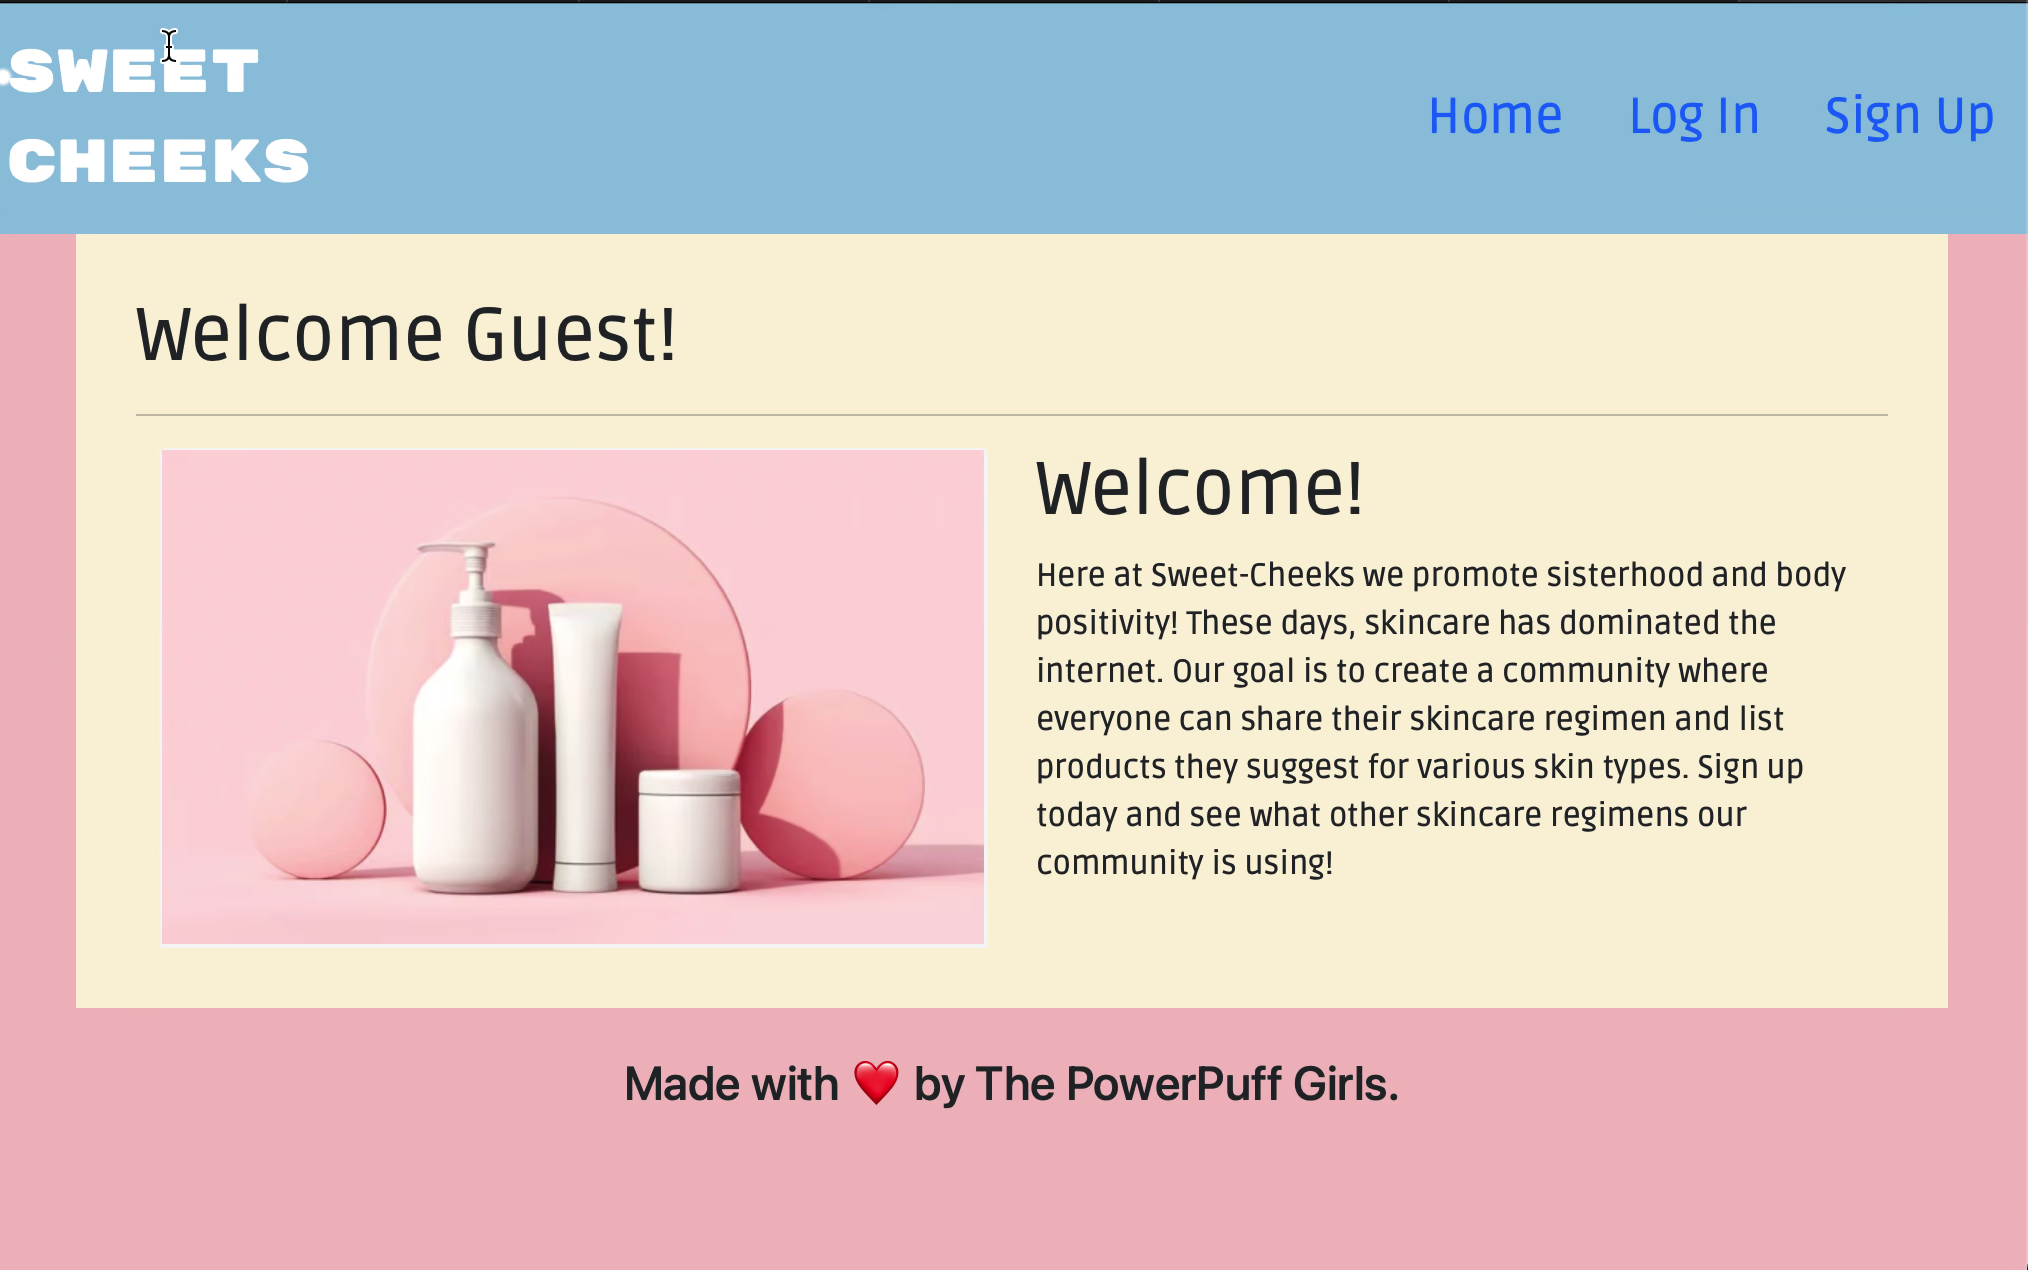 SWEET
CHEEKS
Home Log In Sign Up
Welcome Guest!
Welcome!
Here at Sweet-Cheeks we promote sisterhood and body
positivity! These days, skincare has dominated the
internet. Our goal is to create a community where
everyone can share their skincare regimen and list
products they suggest for various skin types. Sign up
today and see what other skincare regimens our
community is using!
Made with ❤️ by The PowerPuff Girls.